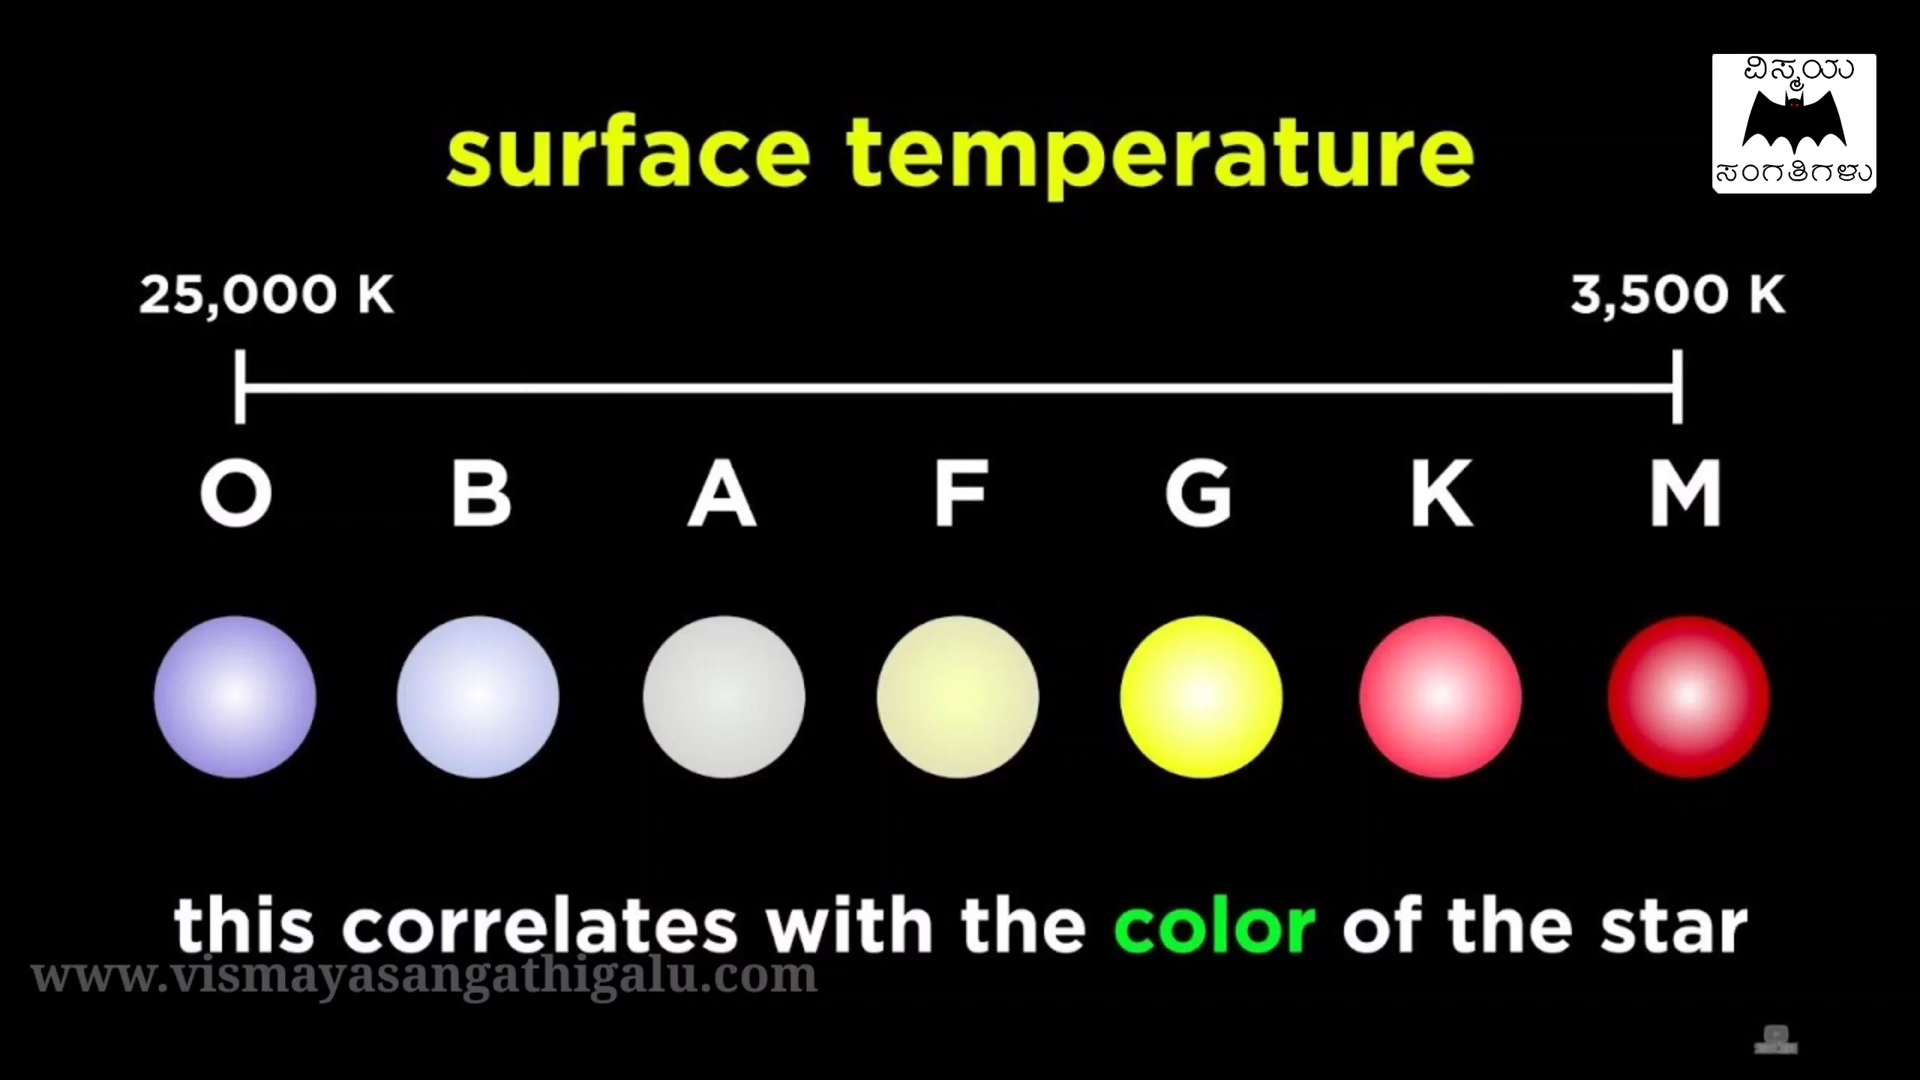 ವಿಸ್ಮಯ
ಸಂಗತಿಗಳು
surface temperature
25,000 K 3,500 K
O B A F G K M
this correlates with the color of the star
www.vismayasangathigalu.com